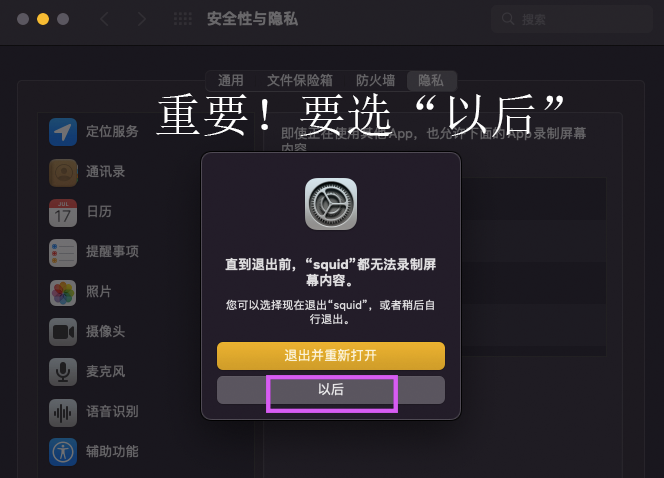 安全性与隐私
搜索
通用
文件保险箱
防火墙
隐私
重要！要选“以后”
即使正在使用其他App，也允许下面的App录制屏幕
内容
定位服务
通讯录
JUL
17
日历
提醒事项
照片
摄像头
麦克风
语音识别
辅助功能
直到退出前，“squid”都无法录制屏
幕内容。
您可以选择现在退出“squid”，或者稍后自
行退出。
退出并重新打开
以后